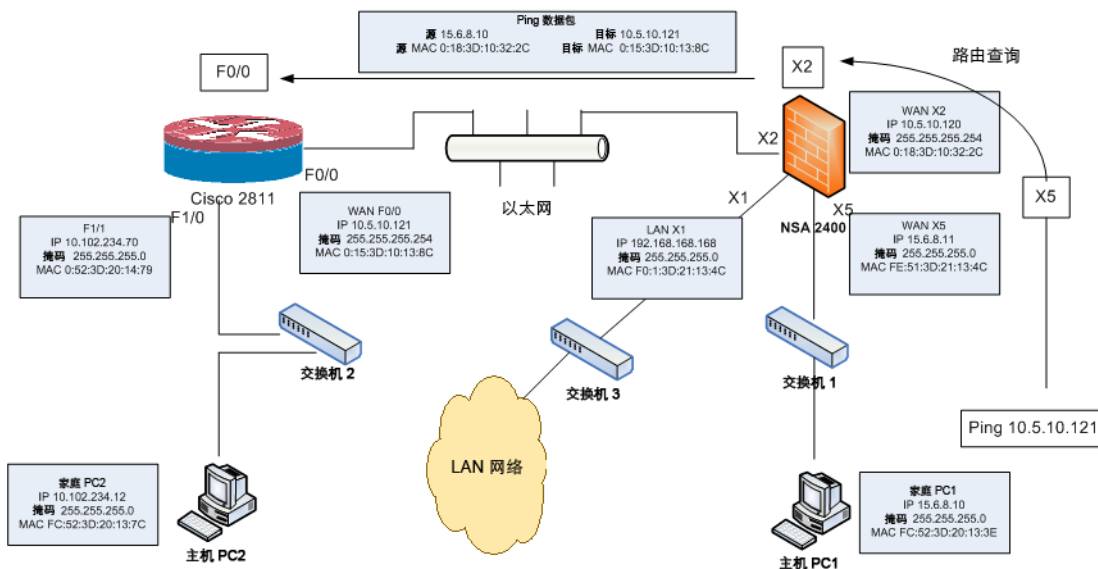 Ping 数据包
源 15.6.8.10 目标 10.5.10.121
源 MAC 0:18:3D:10:32:2C 目标 MAC 0:15:3D:10:13:8C
F0/0
X2
路由查询
WAN X2
IP 10.5.10.120
掩码 255.255.255.254
MAC 0:18:3D:10:32:2C
X2
F0/0
Cisco 2811
F1/0
以太网
X1
X5
NSA 2400
X5
F1/1
IP 10.102.234.70
掩码 255.255.255.0
MAC 0:52:3D:20:14:79
WAN F0/0
IP 10.5.10.121
掩码 255.255.255.254
MAC 0:15:3D:10:13:8C
LAN X1
IP 192.168.168.168
掩码 255.255.255.0
MAC F0:1:3D:21:13:4C
WAN X5
IP 15.6.8.11
掩码 255.255.255.0
MAC FE:51:3D:21:13:4C
交换机 2
交换机 3
交换机 1
Ping 10.5.10.121
LAN 网络
家庭 PC2
IP 10.102.234.12
掩码 255.255.255.0
MAC FC:52:3D:20:13:7C
主机 PC2
家庭 PC1
IP 15.6.8.10
掩码 255.255.255.0
MAC FC:52:3D:20:13:3E
主机 PC1